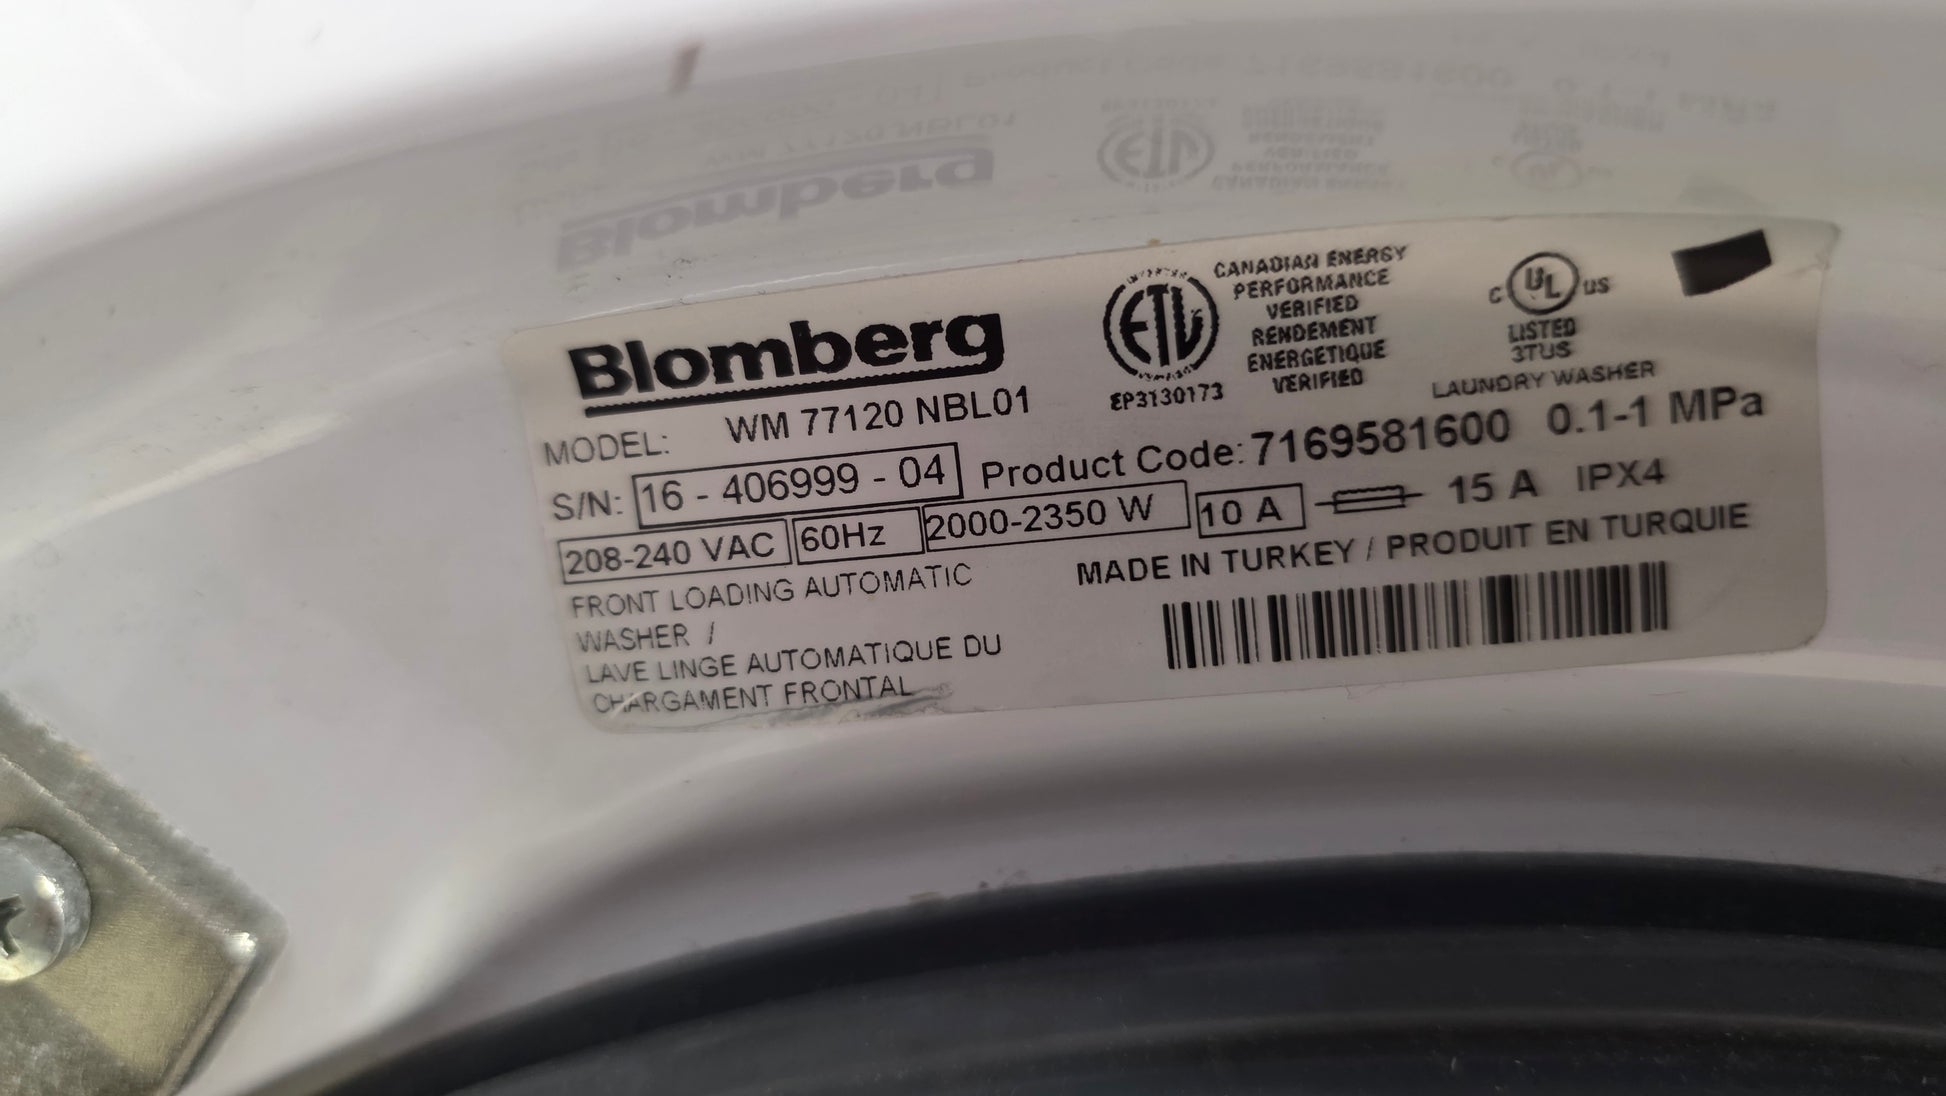 Blomberg
MODEL: WM 77120 NBL01
S/N: 16 - 406999 - 04 Product Code: 7169581600 0.1-1 MPa
208-240 VAC 60Hz 2000-2350 W 10 A 15 A IPX4
FRONT LOADING AUTOMATIC
WASHER /
LAVE LINGE AUTOMATIQUE DU
CHARGAMENT FRONTAL
MADE IN TURKEY / PRODUIT EN TURQUIE
ETL
EP3130173
CANADIAN ENERGY
PERFORMANCE
VERIFIED
RENDEMENT
ENERGETIQUE
VERIFIED
C UL US
LISTED
3TUS
LAUNDRY WASHER